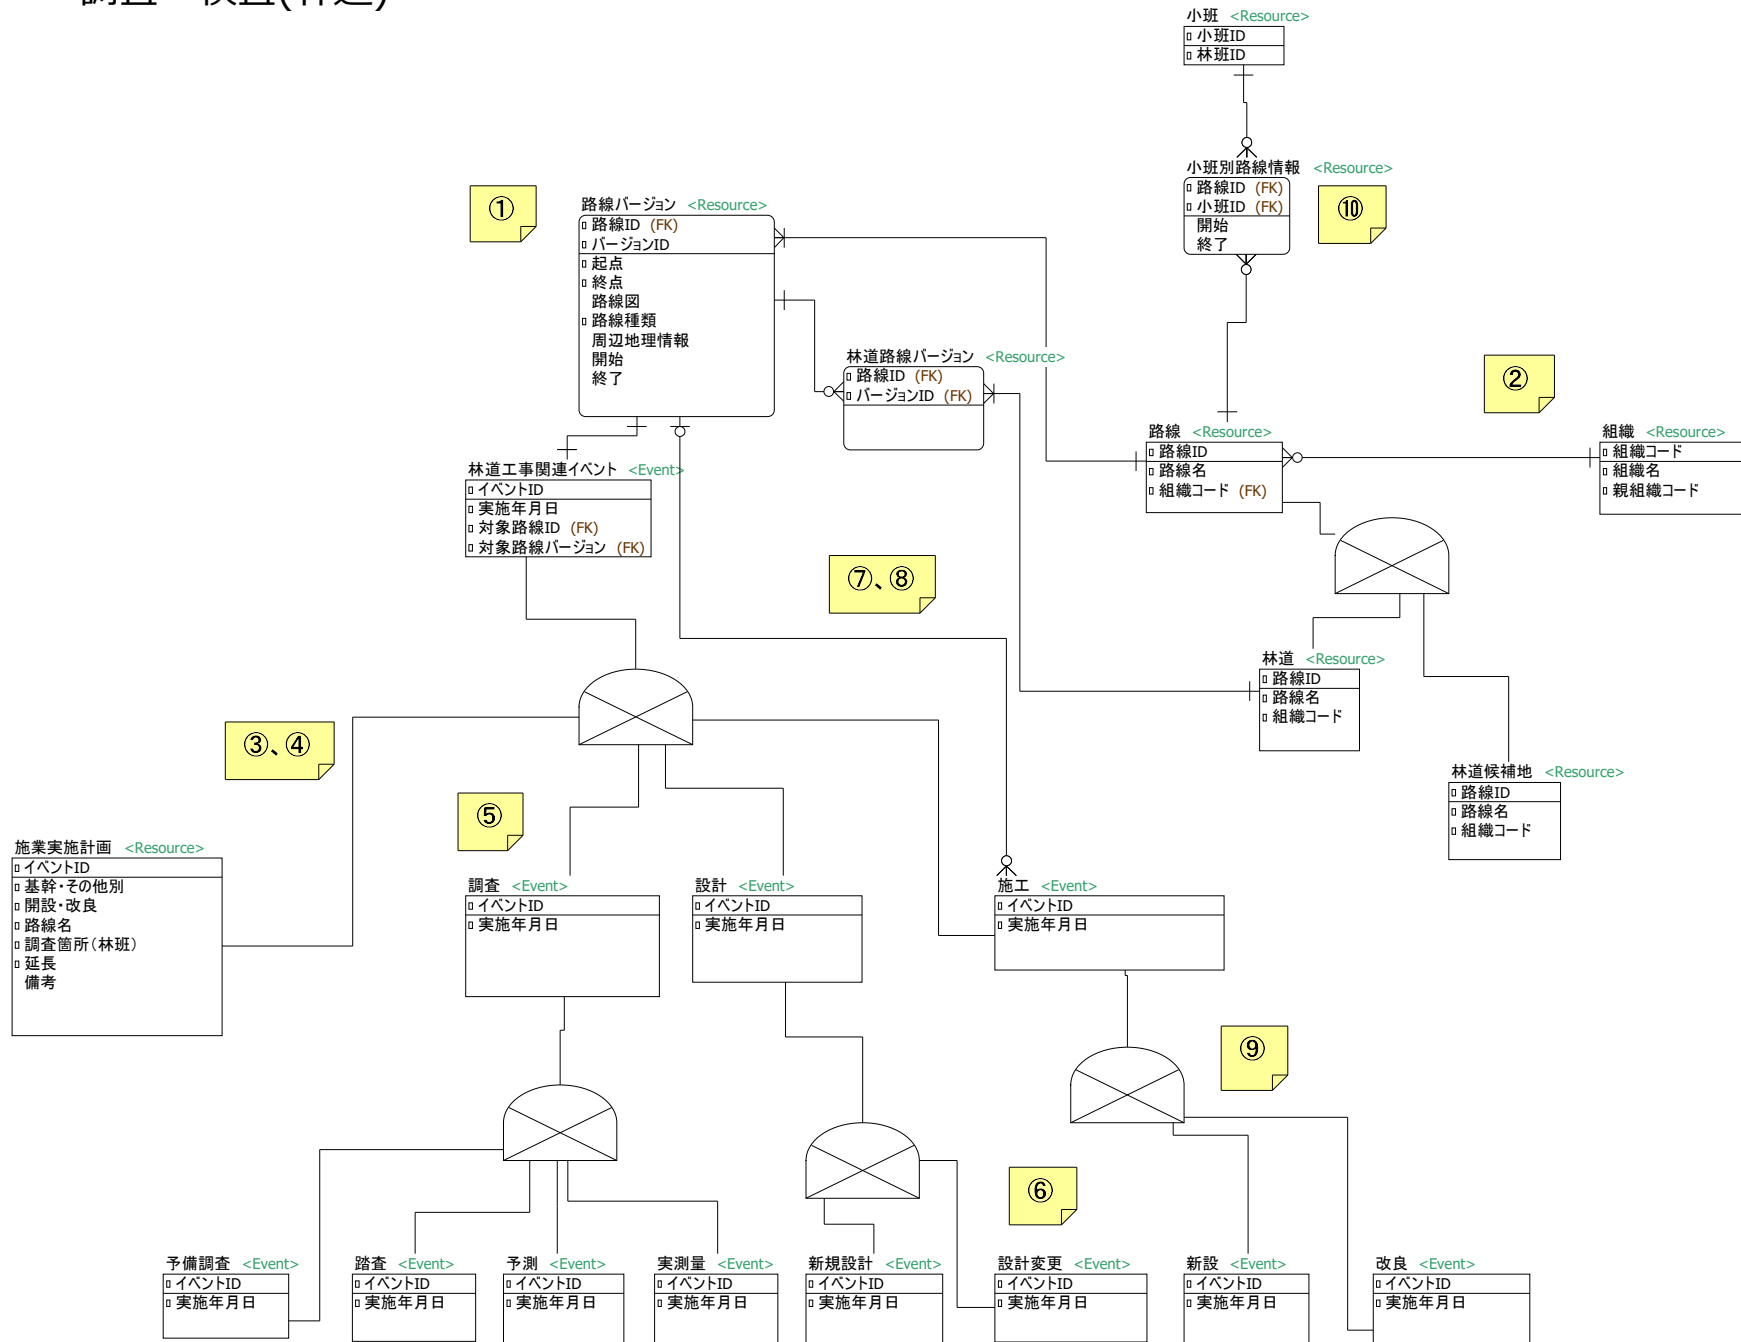 小班 <Resource>
小班ID
林班ID
小班別路線情報 <Resource>
路線ID (FK)
小班ID (FK)
開始
終了
⑩
①
路線バージョン <Resource>
路線ID (FK)
バージョンID
起点
終点
路線図
路線種類
周辺地理情報
開始
終了
林道路線バージョン <Resource>
路線ID (FK)
バージョンID (FK)
②
路線 <Resource>
路線ID
路線名
組織コード (FK)
組織 <Resource>
組織コード
組織名
親組織コード
林道工事関連イベント <Event>
イベントID
実施年月日
対象路線ID (FK)
対象路線バージョン (FK)
⑦、⑧
林道 <Resource>
路線ID
路線名
組織コード
林道候補地 <Resource>
路線ID
路線名
組織コード
③、④
⑤
施業実施計画 <Resource>
イベントID
基幹・その他別
開設・改良
路線名
調査箇所（林班）
延長
備考
調査 <Event>
イベントID
実施年月日
設計 <Event>
イベントID
実施年月日
施工 <Event>
イベントID
実施年月日
⑨
⑥
予備調査 <Event>
イベントID
実施年月日
踏査 <Event>
イベントID
実施年月日
予測 <Event>
イベントID
実施年月日
実測量 <Event>
イベントID
実施年月日
新規設計 <Event>
イベントID
実施年月日
設計変更 <Event>
イベントID
実施年月日
新設 <Event>
イベントID
実施年月日
改良 <Event>
イベントID
実施年月日